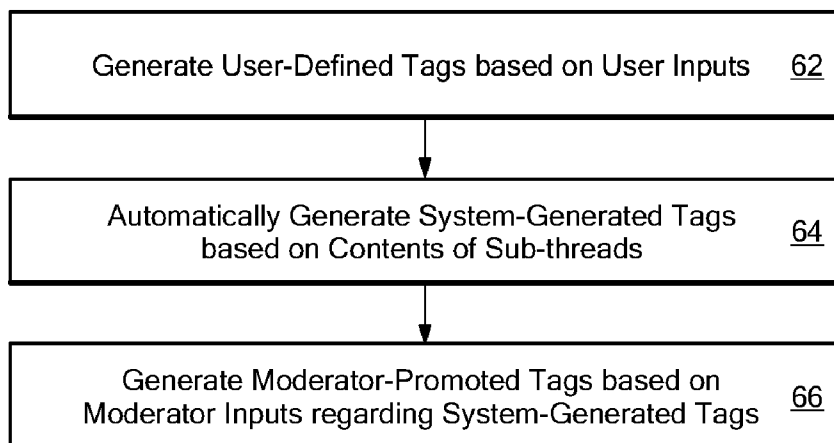 Generate User-Defined Tags based on User Inputs 62
Automatically Generate System-Generated Tags
based on Contents of Sub-threads
64
Generate Moderator-Promoted Tags based on
Moderator Inputs regarding System-Generated Tags
66